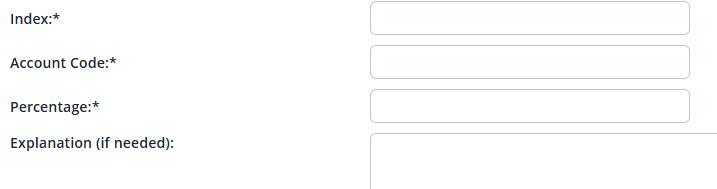 Index:*
Account Code:*
Percentage:*
Explanation (if needed):